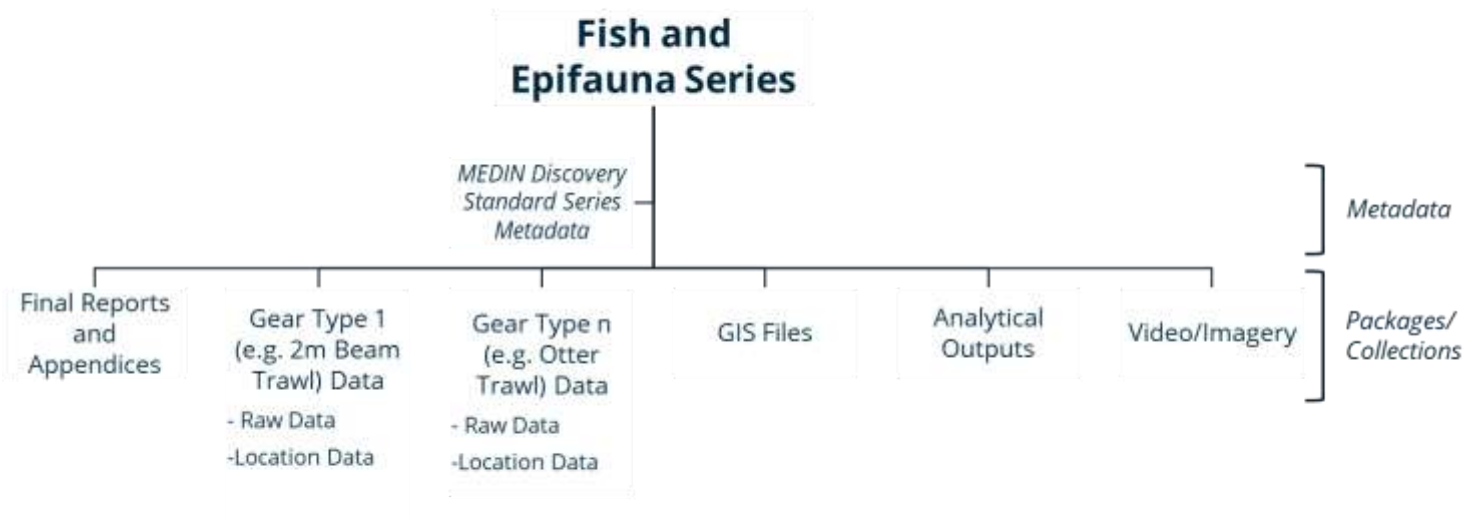 Fish and
Epifauna Series
MEDIN Discovery
Standard Series
Metadata
Metadata
Final Reports
and
Appendices
Gear Type 1
(e.g. 2m Beam
Trawl) Data
- Raw Data
-Location Data
Gear Type n
(e.g. Otter
Trawl) Data
- Raw Data
-Location Data
GIS Files
Analytical
Outputs
Video/Imagery
Packages/
Collections